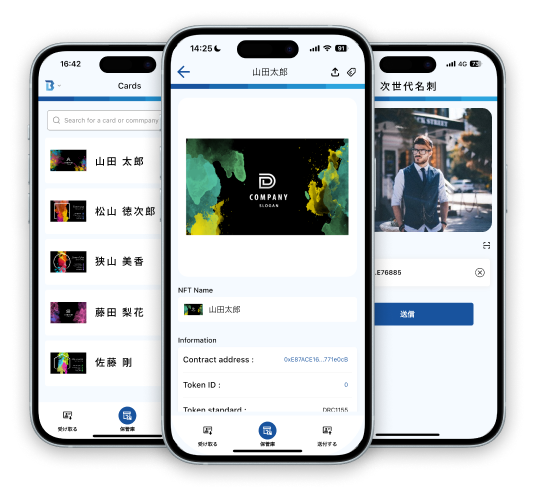 16:42
Cards
Search for a card or commpany
山田 太郎
松山 徳次郎
狭山 美香
藤田 梨花
佐藤 剛
受け取る
保管庫
14:25
91
山田太郎
COMPANY
SLOGAN
NFT Name
山田太郎
Information
Contract address :
0xE87ACE16...771e0cB
Token ID :
0
Token standard :
DRC1155
受け取る
保管庫
送付する
4G 73
次世代名刺
CK STREET
E76885
送信